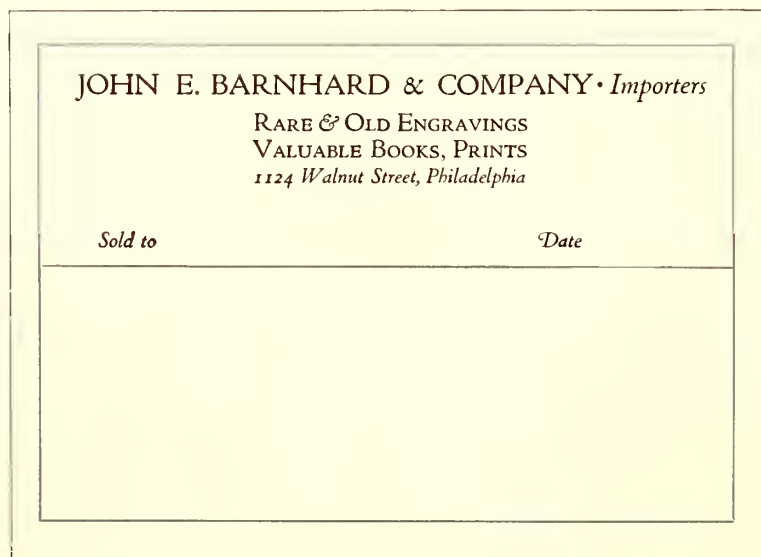 JOHN E. BARNHARD & COMPANY · Importers
RARE & OLD ENGRAVINGS
VALUABLE BOOKS, PRINTS
1124 Walnut Street, Philadelphia
Sold to Date